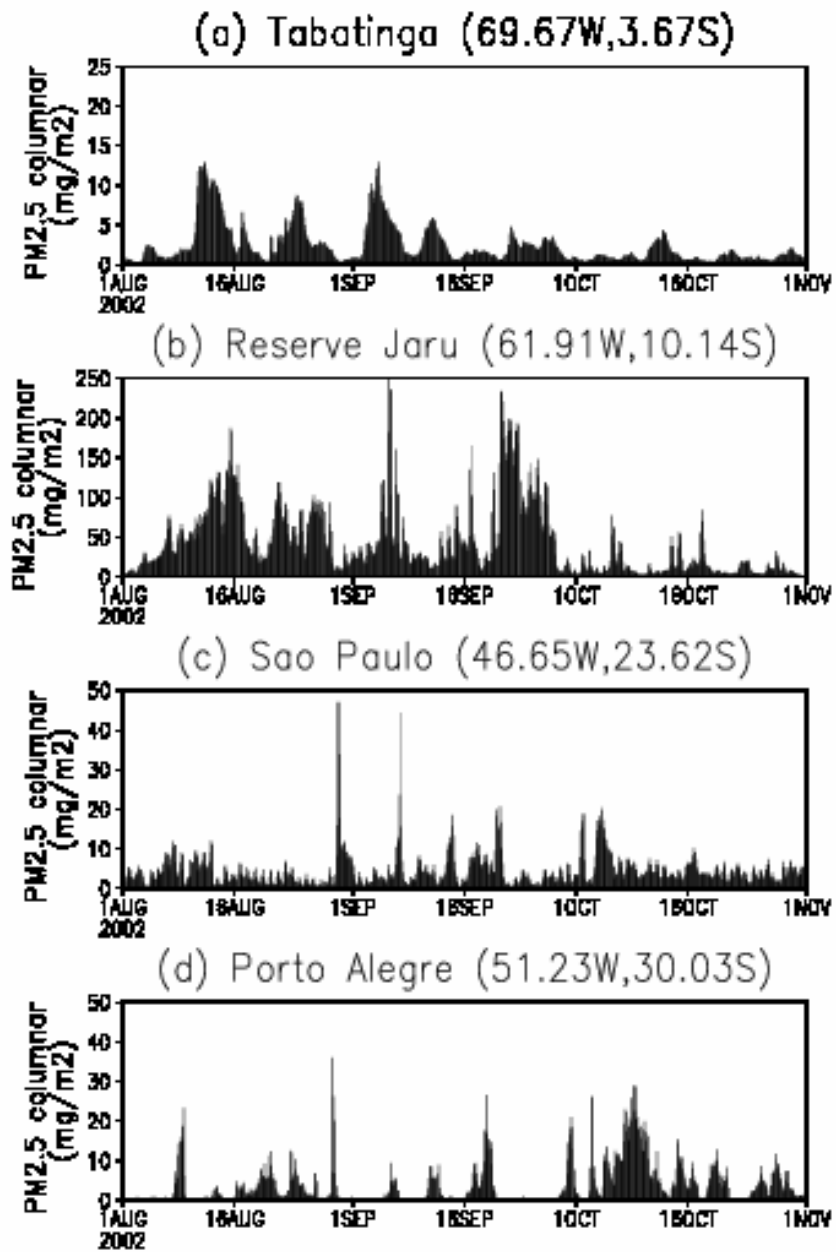 (a) Tabatinga (69.67W,3.67S)
PM2.5 columnar
(mg/m2)
25
20
15
10
5
0
1AUG 16AUG 1SEP 16SEP 1OCT 16OCT 1NOV
2002
(b) Reserve Jaru (61.91W,10.14S)
PM2.5 columnar
(mg/m2)
250
200
150
100
50
0
1AUG 16AUG 1SEP 16SEP 1OCT 16OCT 1NOV
2002
(c) Sao Paulo (46.65W,23.62S)
PM2.5 columnar
(mg/m2)
50
40
30
20
10
0
1AUG 16AUG 1SEP 16SEP 1OCT 16OCT 1NOV
2002
(d) Porto Alegre (51.23W,30.03S)
PM2.5 columnar
(mg/m2)
50
40
30
20
10
0
1AUG 16AUG 1SEP 16SEP 1OCT 16OCT 1NOV
2002